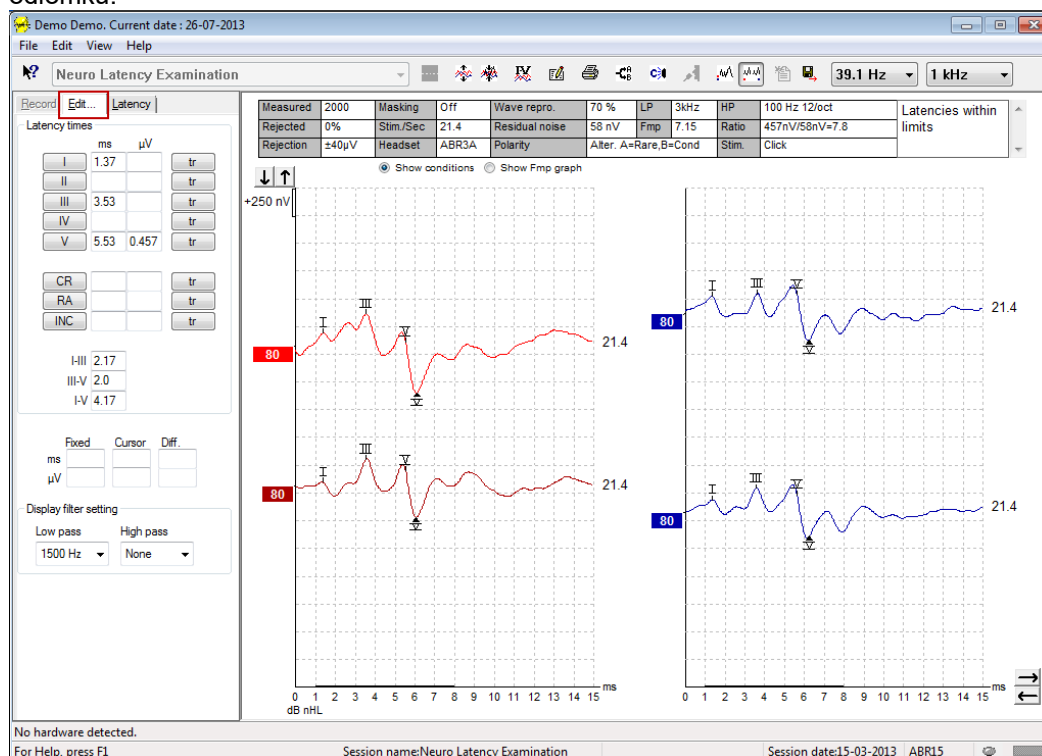 odlomku.
Demo Demo. Current date : 26-07-2013
File Edit View Help
Neuro Latency Examination 39.1 Hz 1 kHz
Record Edit... Latency
Measured 2000 Masking Off Wave repro. 70 % LP 3kHz HP 100 Hz 12/oct Latencies within
Rejected 0% Stim./Sec 21.4 Residual noise 58 nV Fmp 7.15 Ratio 457nV/58nV=7.8 limits
Rejection ±40µV Headset ABR3A Polarity Alter. A=Rare,B=Cond Stim. Click
Show conditions Show Fmp graph
Latency times
ms µV
I 1.37 tr
II tr
III 3.53 tr
IV tr
V 5.53 0.457 tr
CR tr
RA tr
INC tr
I-III 2.17
III-V 2.0
I-V 4.17
Fixed Cursor Diff.
ms
µV
Display filter setting
Low pass High pass
1500 Hz None
+250 nV
I III V
80 21.4
V
I III V
80 21.4
V
I III V
80 21.4
V
I III V
80 21.4
V
0 1 2 3 4 5 6 7 8 9 10 11 12 13 14 15 ms
dB nHL
0 1 2 3 4 5 6 7 8 9 10 11 12 13 14 15 ms
No hardware detected.
For Help, press F1 Session name:Neuro Latency Examination Session date:15-03-2013 ABR15